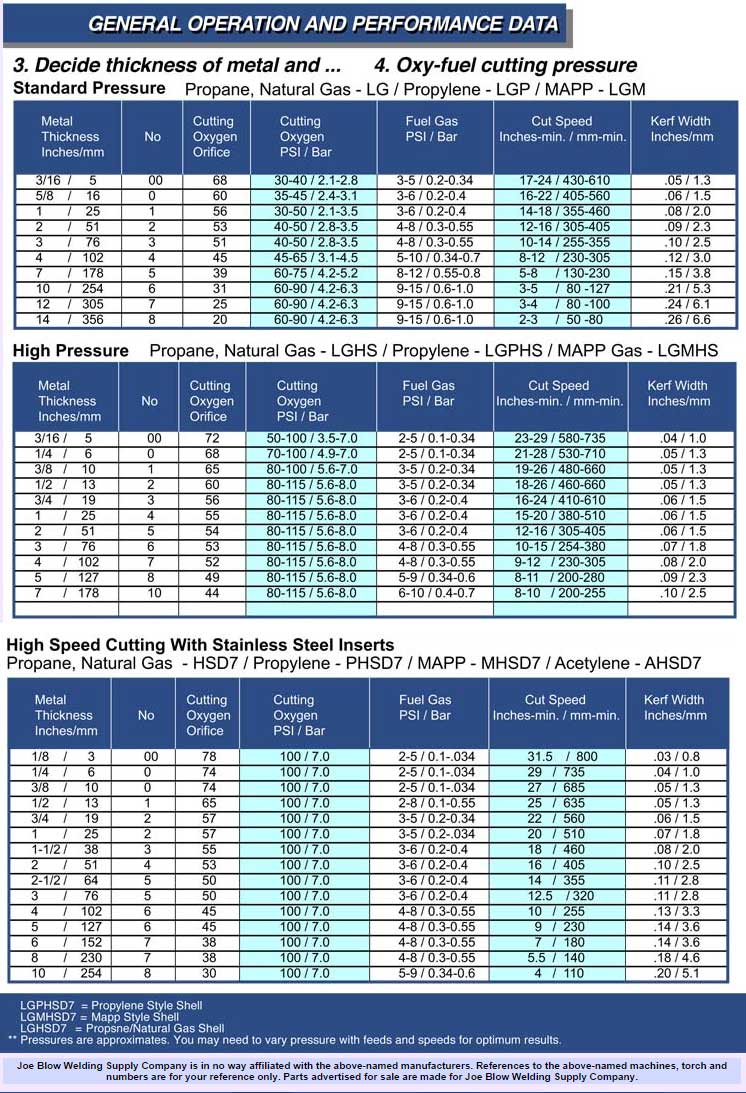 GENERAL OPERATION AND PERFORMANCE DATA
3. Decide thickness of metal and ... 4. Oxy-fuel cutting pressure
Standard Pressure Propane, Natural Gas - LG / Propylene - LGP / MAPP - LGM
Metal Thickness Inches/mm No Cutting Oxygen Orifice Cutting Oxygen PSI / Bar Fuel Gas PSI / Bar Cut Speed Inches-min. / mm-min. Kerf Width Inches/mm
3/16 / 5 00 68 30-40 / 2.1-2.8 3-5 / 0.2-0.34 17-24 / 430-610 .05 / 1.3
5/8 / 16 0 60 35-45 / 2.4-3.1 3-6 / 0.2-0.4 16-22 / 405-560 .06 / 1.5
1 / 25 1 56 30-50 / 2.1-3.5 3-6 / 0.2-0.4 14-18 / 355-460 .08 / 2.0
2 / 51 2 53 40-50 / 2.8-3.5 4-8 / 0.3-0.55 12-16 / 305-405 .09 / 2.3
3 / 76 3 51 40-50 / 2.8-3.5 4-8 / 0.3-0.55 10-14 / 255-355 .10 / 2.5
4 / 102 4 45 45-65 / 3.1-4.5 5-10 / 0.34-0.7 8-12 / 230-305 .12 / 3.0
7 / 178 5 39 60-75 / 4.2-5.2 8-12 / 0.55-0.8 5-8 / 130-230 .15 / 3.8
10 / 254 6 31 60-90 / 4.2-6.3 9-15 / 0.6-1.0 3-5 / 80 -127 .21 / 5.3
12 / 305 7 25 60-90 / 4.2-6.3 9-15 / 0.6-1.0 3-4 / 80 -100 .24 / 6.1
14 / 356 8 20 60-90 / 4.2-6.3 9-15 / 0.6-1.0 2-3 / 50 -80 .26 / 6.6
High Pressure Propane, Natural Gas - LGHS / Propylene - LGPHS / MAPP Gas - LGMHS
Metal Thickness Inches/mm No Cutting Oxygen Orifice Cutting Oxygen PSI / Bar Fuel Gas PSI / Bar Cut Speed Inches-min. / mm-min. Kerf Width Inches/mm
3/16 / 5 00 72 50-100 / 3.5-7.0 2-5 / 0.1-0.34 23-29 / 580-735 .04 / 1.0
1/4 / 6 0 68 70-100 / 4.9-7.0 2-5 / 0.1-0.34 21-28 / 530-710 .05 / 1.3
3/8 / 10 1 65 80-100 / 5.6-7.0 3-5 / 0.2-0.34 19-26 / 480-660 .05 / 1.3
1/2 / 13 2 60 80-115 / 5.6-8.0 3-5 / 0.2-0.34 18-26 / 460-660 .05 / 1.3
3/4 / 19 3 56 80-115 / 5.6-8.0 3-6 / 0.2-0.4 16-24 / 410-610 .06 / 1.5
1 / 25 4 55 80-115 / 5.6-8.0 3-6 / 0.2-0.4 15-20 / 380-510 .06 / 1.5
2 / 51 5 54 80-115 / 5.6-8.0 3-6 / 0.2-0.4 12-16 / 305-405 .06 / 1.5
3 / 76 6 53 80-115 / 5.6-8.0 4-8 / 0.3-0.55 10-15 / 254-380 .07 / 1.8
4 / 102 7 52 80-115 / 5.6-8.0 4-8 / 0.3-0.55 9-12 / 230-305 .08 / 2.0
5 / 127 8 49 80-115 / 5.6-8.0 5-9 / 0.34-0.6 8-11 / 200-280 .09 / 2.3
7 / 178 10 44 80-115 / 5.6-8.0 6-10 / 0.4-0.7 8-10 / 200-255 .10 / 2.5
High Speed Cutting With Stainless Steel Inserts
Propane, Natural Gas - HSD7 / Propylene - PHSD7 / MAPP - MHSD7 / Acetylene - AHSD7
Metal Thickness Inches/mm No Cutting Oxygen Orifice Cutting Oxygen PSI / Bar Fuel Gas PSI / Bar Cut Speed Inches-min. / mm-min. Kerf Width Inches/mm
1/8 / 3 00 78 100 / 7.0 2-5 / 0.1-.034 31.5 / 800 .03 / 0.8
1/4 / 6 0 74 100 / 7.0 2-5 / 0.1-.034 29 / 735 .04 / 1.0
3/8 / 10 0 74 100 / 7.0 2-5 / 0.1-.034 27 / 685 .05 / 1.3
1/2 / 13 1 65 100 / 7.0 2-8 / 0.1-0.55 25 / 635 .05 / 1.3
3/4 / 19 2 57 100 / 7.0 3-5 / 0.2-0.34 22 / 560 .06 / 1.5
1 / 25 2 57 100 / 7.0 3-5 / 0.2-.034 20 / 510 .07 / 1.8
1-1/2 / 38 3 55 100 / 7.0 3-6 / 0.2-0.4 18 / 460 .08 / 2.0
2 / 51 4 53 100 / 7.0 3-6 / 0.2-0.4 16 / 405 .10 / 2.5
2-1/2 / 64 5 50 100 / 7.0 3-6 / 0.2-0.4 14 / 355 .11 / 2.8
3 / 76 5 50 100 / 7.0 3-6 / 0.2-0.4 12.5 / 320 .11 / 2.8
4 / 102 6 45 100 / 7.0 4-8 / 0.3-0.55 10 / 255 .13 / 3.3
5 / 127 6 45 100 / 7.0 4-8 / 0.3-0.55 9 / 230 .14 / 3.6
6 / 152 7 38 100 / 7.0 4-8 / 0.3-0.55 7 / 180 .14 / 3.6
8 / 230 7 38 100 / 7.0 4-8 / 0.3-0.55 5.5 / 140 .18 / 4.6
10 / 254 8 30 100 / 7.0 5-9 / 0.34-0.6 4 / 110 .20 / 5.1
LGPHSD7 = Propylene Style Shell
LGMHSD7 = Mapp Style Shell
LGHSD7 = Propsne/Natural Gas Shell
** Pressures are approximates. You may need to vary pressure with feeds and speeds for optimum results.
Joe Blow Welding Supply Company is in no way affiliated with the above-named manufacturers. References to the above-named machines, torch and
numbers are for your reference only. Parts advertised for sale are made for Joe Blow Welding Supply Company.